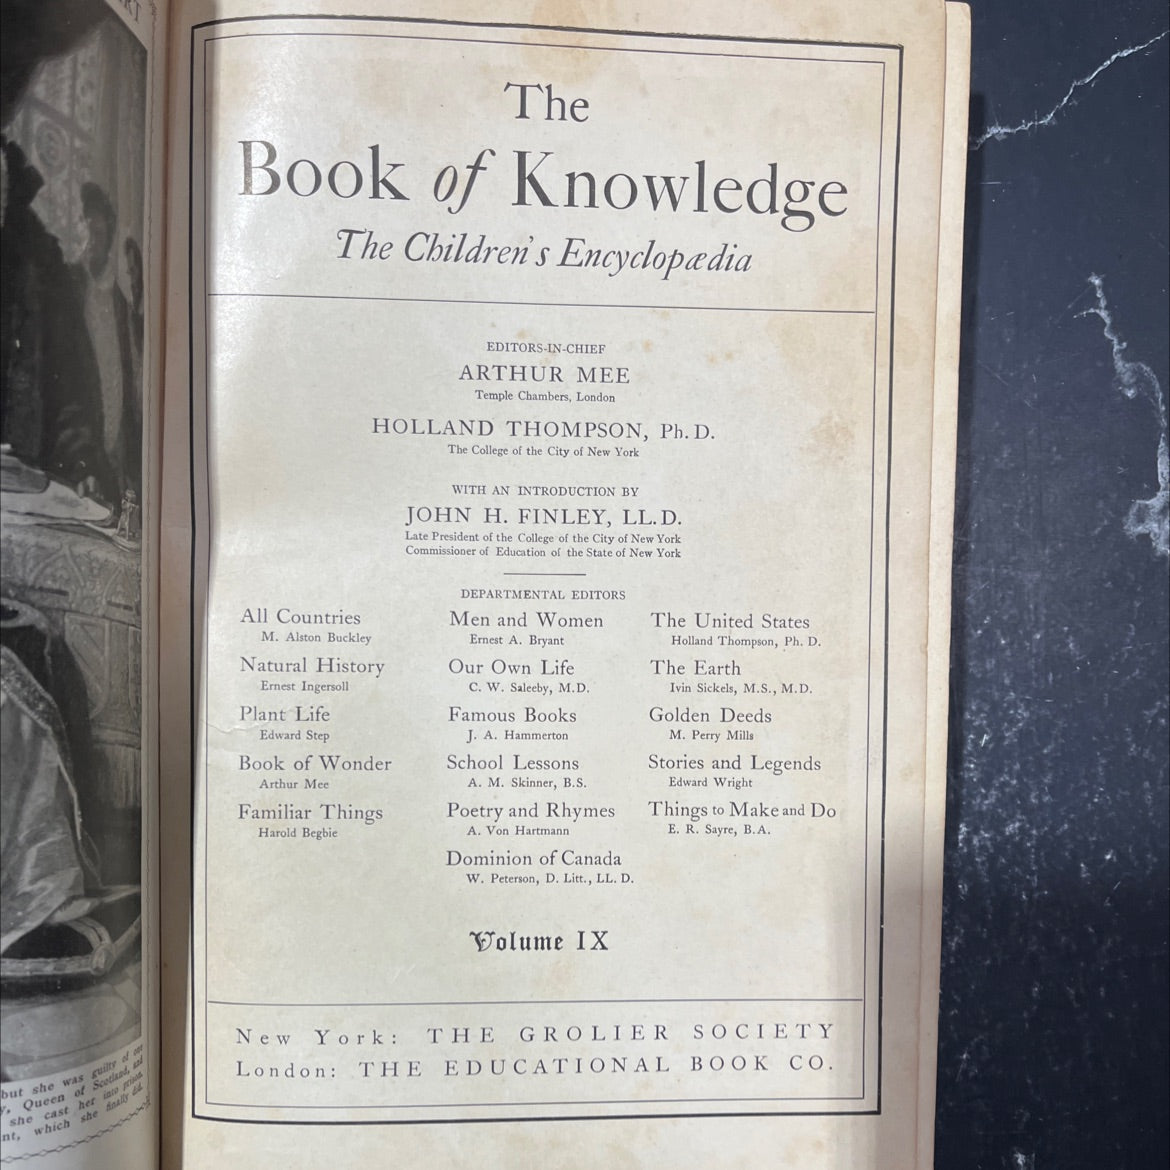 The
Book of Knowledge
The Children's Encyclopædia
EDITORS-IN-CHIEF
ARTHUR MEE
Temple Chambers, London
HOLLAND THOMPSON, Ph. D.
The College of the City of New York
WITH AN INTRODUCTION BY
JOHN H. FINLEY, LL. D.
Late President of the College of the City of New York
Commissioner of Education of the State of New York
DEPARTMENTAL EDITORS
All Countries
M. Alston Buckley
Natural History
Ernest Ingersoll
Plant Life
Edward Step
Book of Wonder
Arthur Mee
Familiar Things
Harold Begbie
Men and Women
Ernest A. Bryant
Our Own Life
C. W. Saleeby, M.D.
Famous Books
J. A. Hammerton
School Lessons
A. M. Skinner, B.S.
Poetry and Rhymes
A. Von Hartmann
Dominion of Canada
W. Peterson, D. Litt., LL. D.
The United States
Holland Thompson, Ph. D.
The Earth
Ivin Sickels, M.S., M.D.
Golden Deeds
M. Perry Mills
Stories and Legends
Edward Wright
Things to Make and Do
E. R. Sayre, B.A.
Volume IX
New York: THE GROLIER SOCIETY
London: THE EDUCATIONAL BOOK CO.
but she was guilty of
Queen of Scotland, and
she cast her into prison.
which she finally did.